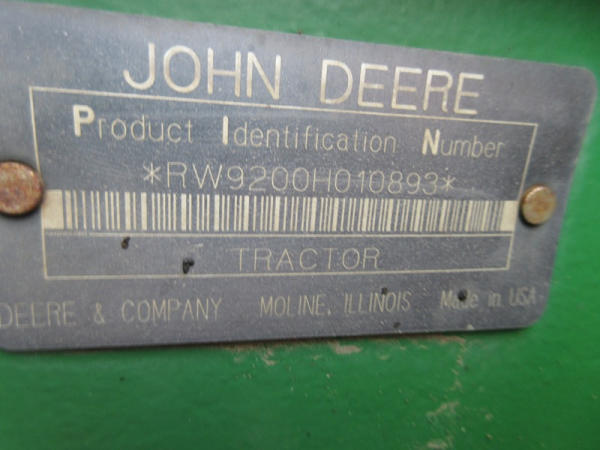 JOHN DEERE
Product Identification Number
*RW9200H010893*
TRACTOR
DEERE & COMPANY MOLINE, ILLINOIS Made in USA